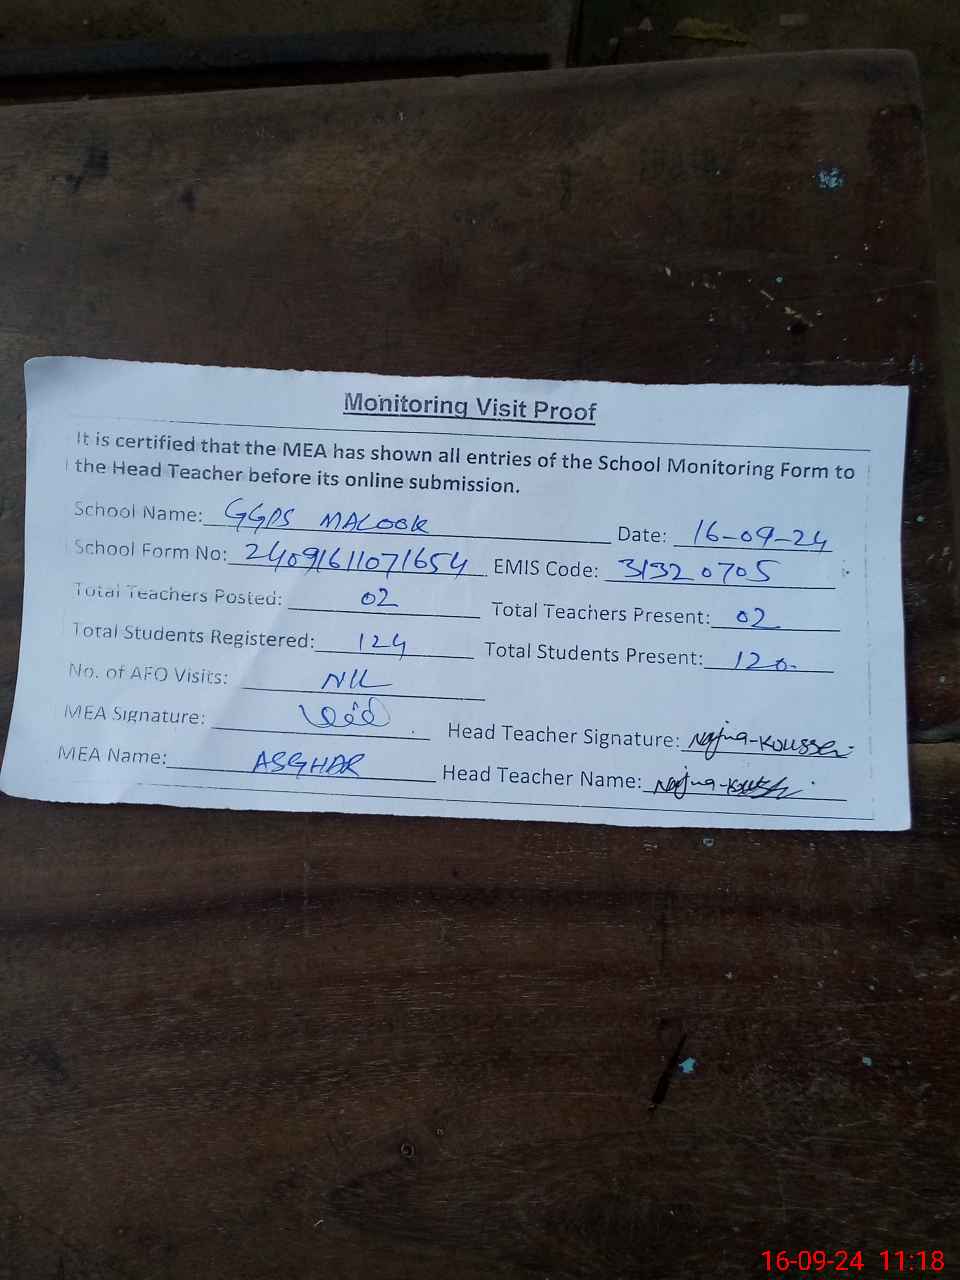 Monitoring Visit Proof
It is certified that the MEA has shown all entries of the School Monitoring Form to
the Head Teacher before its online submission.
School Name: GGPS MALOOK Date: 16-09-24
School Form No: 24091611071654 EMIS Code: 31320705
Total Teachers Posted: 02 Total Teachers Present: 02
Total Students Registered: 124 Total Students Present: 120.
No. of AFO Visits: NIL
MEA Signature: Head Teacher Signature: Najma-Kousser
MEA Name: ASGHAR Head Teacher Name: Najma-
16-09-24 11:18